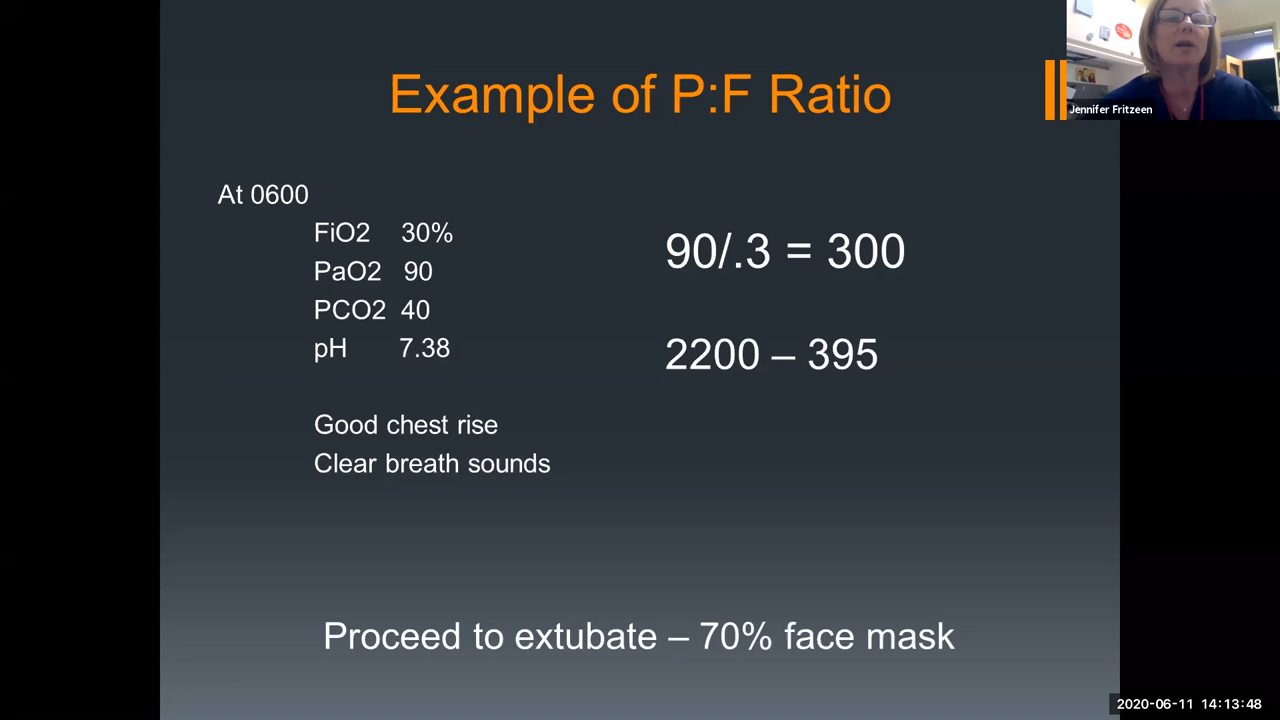 Example of P:F Ratio
Jennifer Fritzeen
At 0600
FiO2 30%
PaO2 90
PCO2 40
pH 7.38
Good chest rise
Clear breath sounds
90/.3 = 300
2200 – 395
Proceed to extubate – 70% face mask
2020-06-11 14:13:48